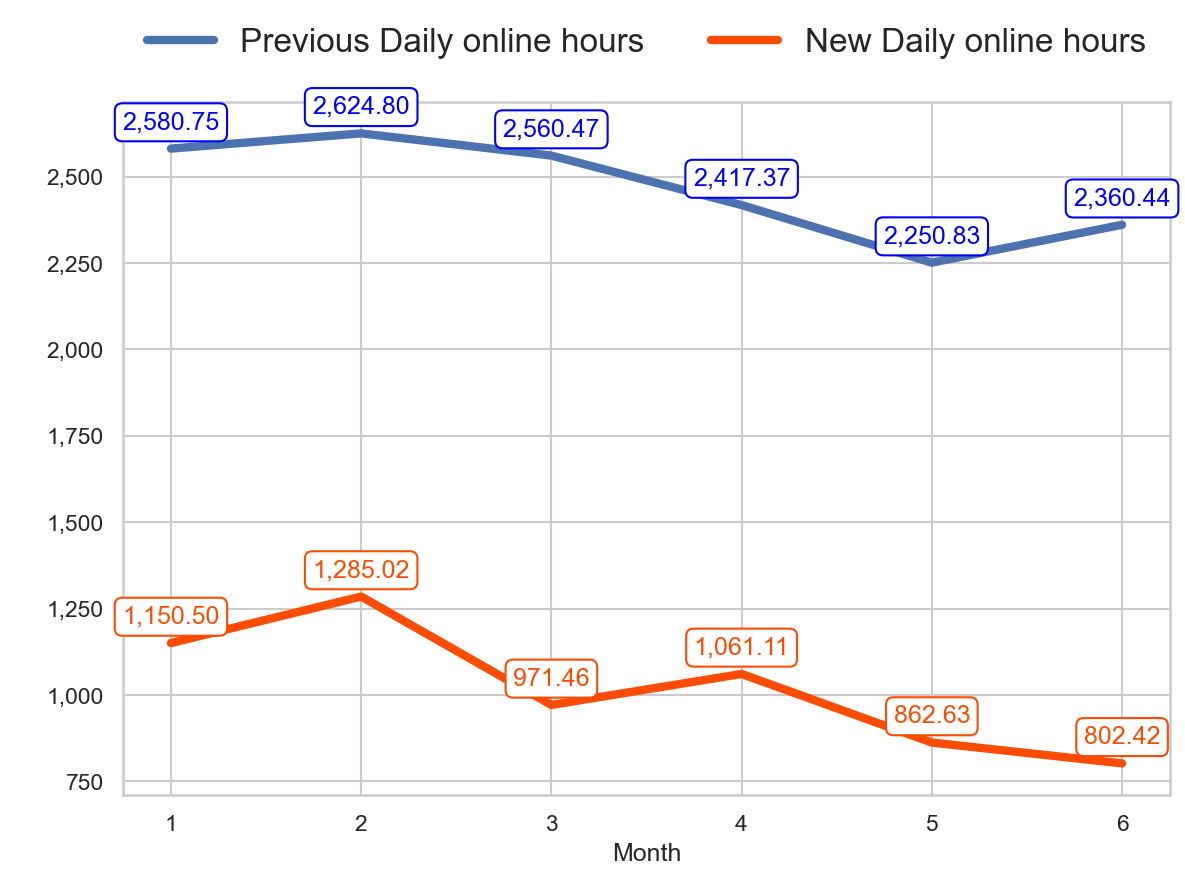 Previous Daily online hours New Daily online hours
2,580.75 2,624.80 2,560.47 2,417.37 2,250.83 2,360.44
2,500
2,250
2,000
1,750
1,500
1,250
1,000
750
1,150.50 1,285.02 971.46 1,061.11 862.63 802.42
1 2 3 4 5 6
Month